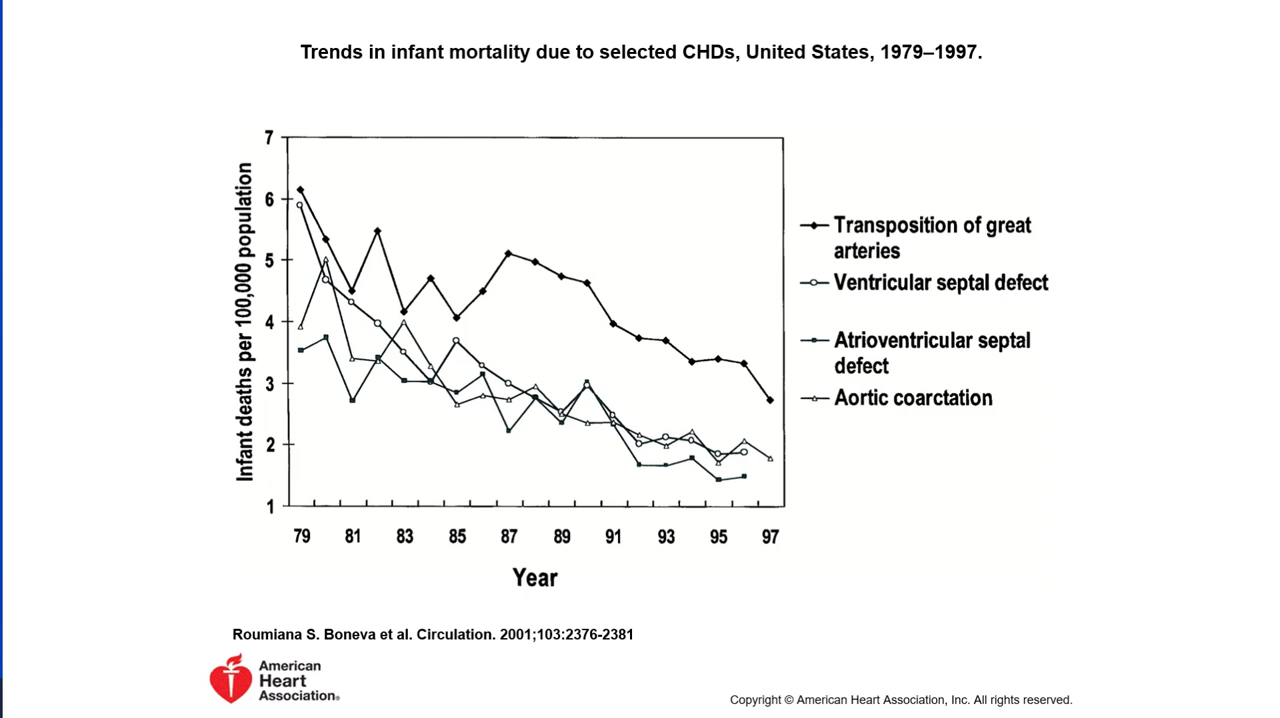 Trends in infant mortality due to selected CHDs, United States, 1979–1997.
Infant deaths per 100,000 population
7
6
5
4
3
2
1
79 81 83 85 87 89 91 93 95 97
Year
Transposition of great
arteries
Ventricular septal defect
Atrioventricular septal
defect
Aortic coarctation
Roumiana S. Boneva et al. Circulation. 2001;103:2376-2381
American
Heart
Association®
Copyright © American Heart Association, Inc. All rights reserved.